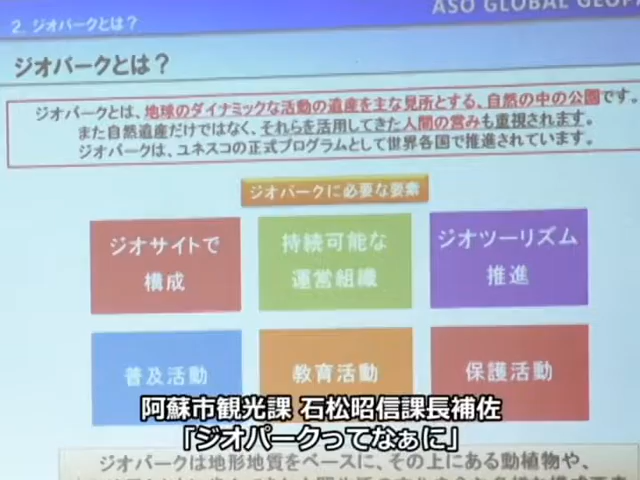 ASO GLOBAL GEOPA
2. ジオパークとは？
ジオパークとは？
ジオパークとは、地球のダイナミックな活動の遺産を主な見所とする、自然の中の公園です。
また自然遺産だけではなく、それらを活用してきた人間の営みも重視されます。
ジオパークは、ユネスコの正式プログラムとして世界各国で推進されています。
ジオパークに必要な要素
ジオサイトで
構成
持続可能な
運営組織
ジオツーリズム
推進
普及活動
教育活動
保護活動
阿蘇市観光課 石松昭信課長補佐
「ジオパークってなぁに」
ジオパークは地形地質をベースに、その上にある動植物や、